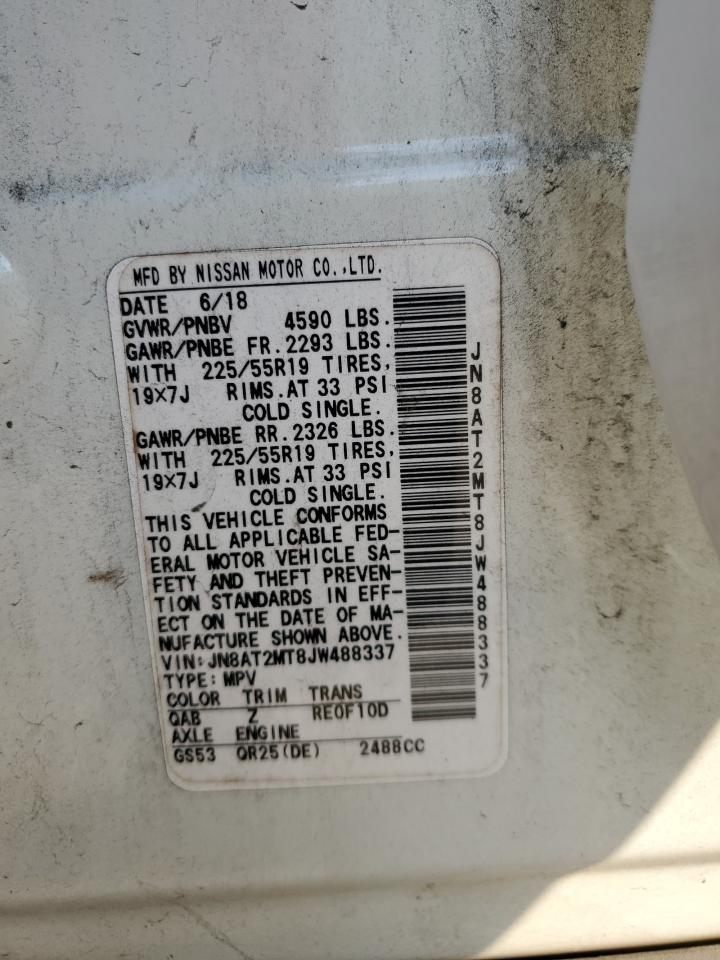 MFD BY NISSAN MOTOR CO.,LTD.
DATE 6/18
GVWR/PNBV 4590 LBS.
GAWR/PNBE FR.2293 LBS.
WITH 225/55R19 TIRES,
19×7J RIMS.AT 33 PSI
COLD SINGLE.
GAWR/PNBE RR.2326 LBS.
WITH 225/55R19 TIRES,
19×7J RIMS.AT 33 PSI
COLD SINGLE.
THIS VEHICLE CONFORMS
TO ALL APPLICABLE FED-
ERAL MOTOR VEHICLE SA-
FETY AND THEFT PREVEN-
TION STANDARDS IN EFF-
ECT ON THE DATE OF MA-
NUFACTURE SHOWN ABOVE.
VIN:JN8AT2MT8JW488337
TYPE:MPV
COLOR TRIM TRANS
QAB Z RE0F10D
AXLE ENGINE
GS53 QR25(DE) 2488CC
JN8AT2MT8JW488337